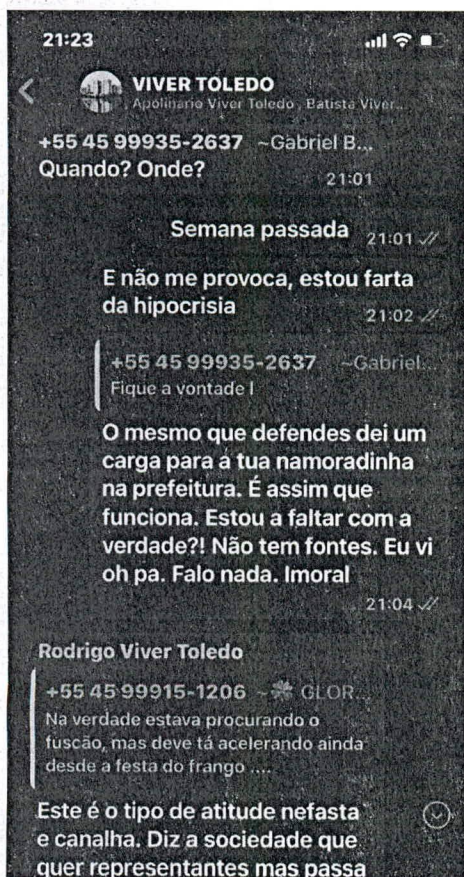 21:23
VIVER TOLEDO
, Apolinario Viver Toledo , Batista Viver...
+55 45 99935-2637 ~Gabriel B...
Quando? Onde?
21:01
Semana passada 21:01
E não me provoca, estou farta
da hipocrisia
21:02
+55 45 99935-2637 ~Gabriel...
Fique a vontade !
O mesmo que defendes dei um
carga para á tua namoradinha
na prefeitura. É assim que
funciona. Estou a faltar com a
verdade?! Não tem fontes. Eu vi
oh pa. Falo nada. Imoral
21:04
Rodrigo Viver Toledo
+55 45 99915-1206 ~🍀 GLOR...
Na verdade estava procurando o
fuscão, mas deve tá acelerando ainda
desde a festa do frango ....
Este é o tipo de atitude nefasta
e canalha. Diz a sociedade que
quer representantes mas passa